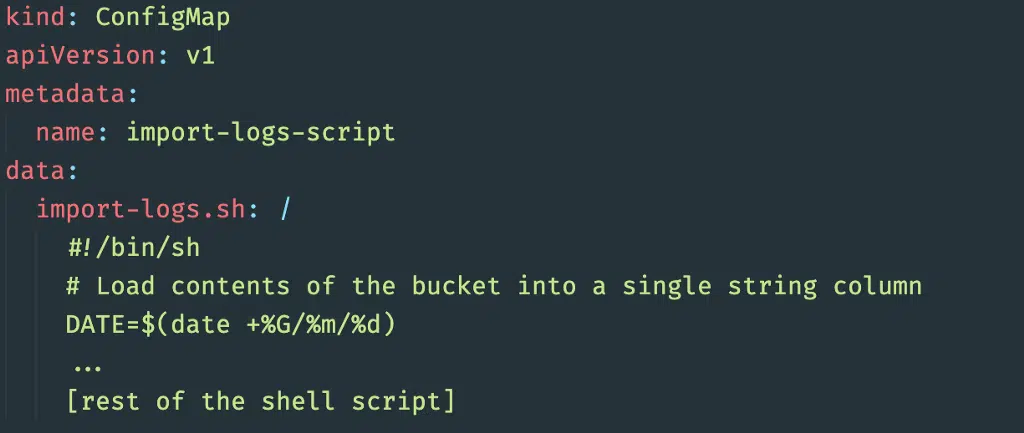 kind: ConfigMap
apiVersion: v1
metadata:
  name: import-logs-script
data:
  import-logs.sh: |
    #!/bin/sh
    # Load contents of the bucket into a single string column
    DATE=$(date +%G/%m/%d)
    ...
    [rest of the shell script]